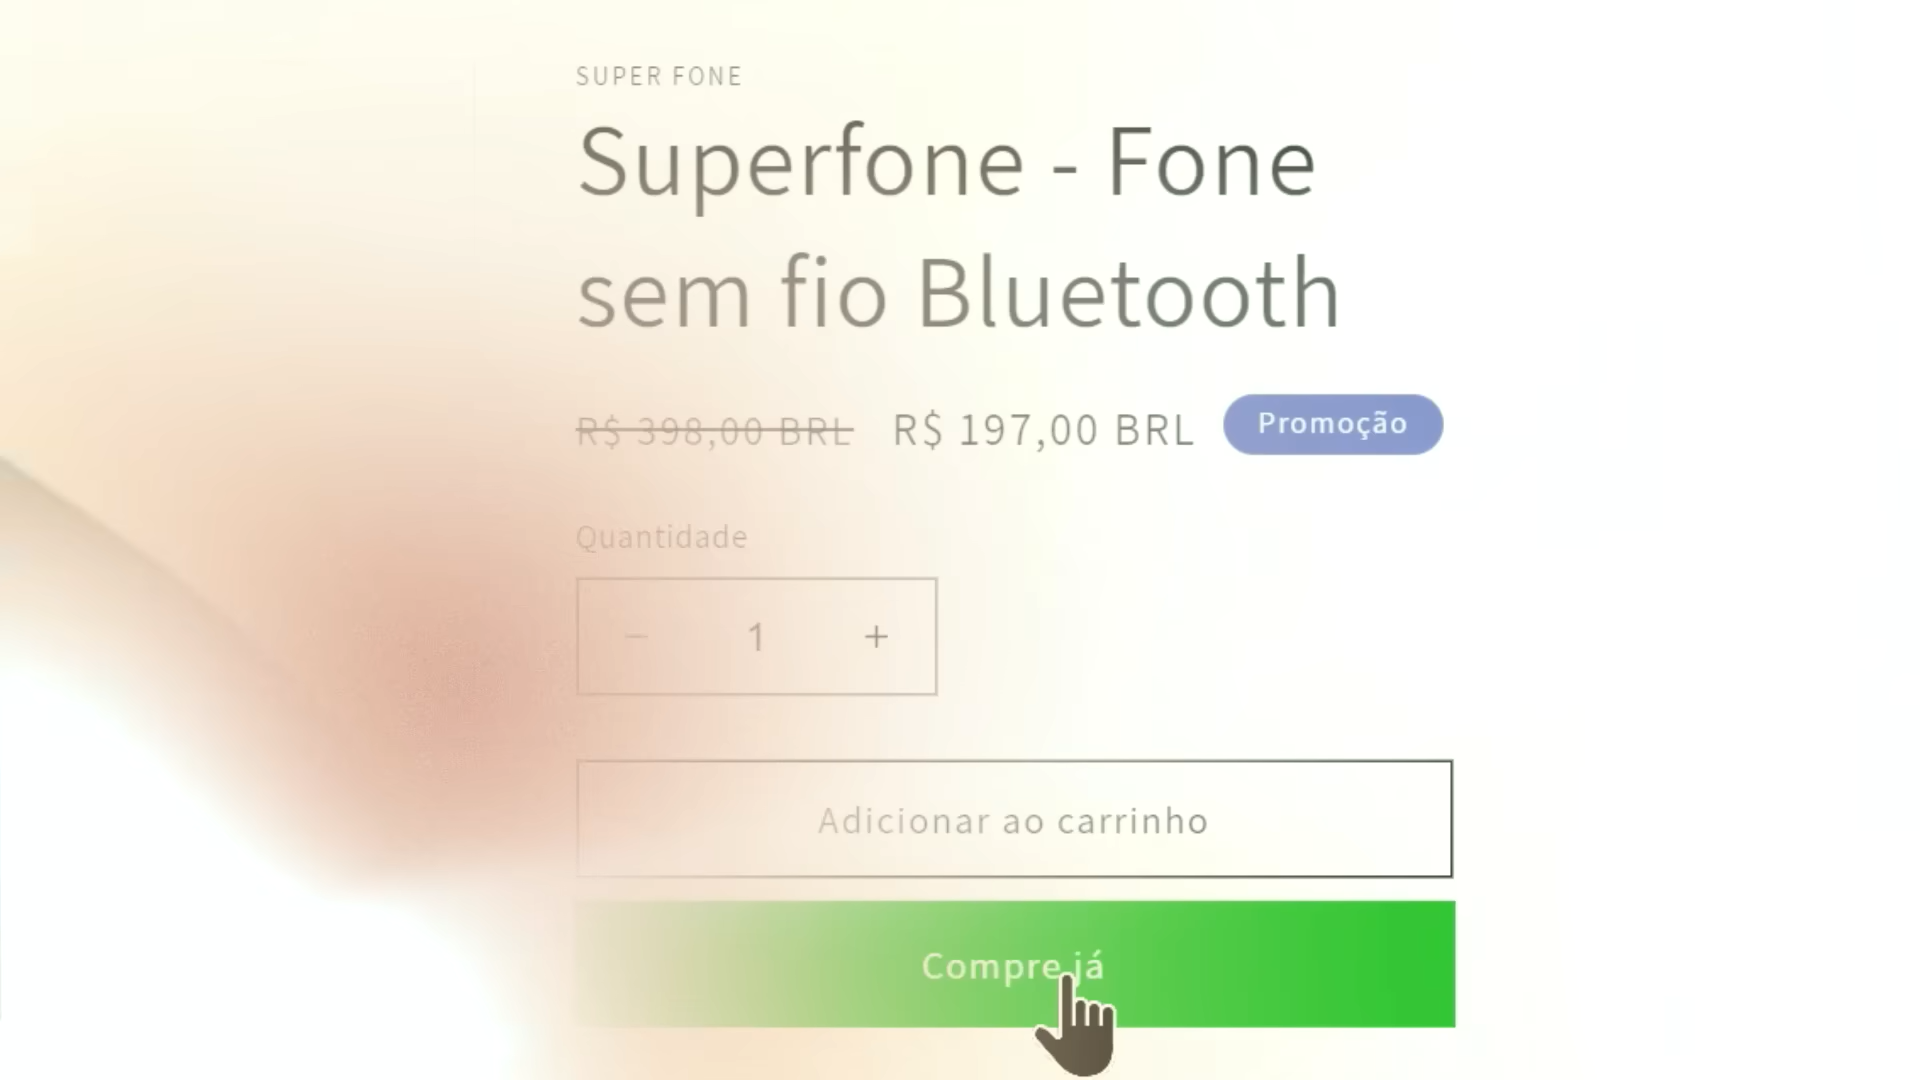 SUPER FONE
Superfone - Fone
sem fio Bluetooth
R$ 398,00 BRL R$ 197,00 BRL Promoção
Quantidade
− 1 +
Adicionar ao carrinho
Compre já